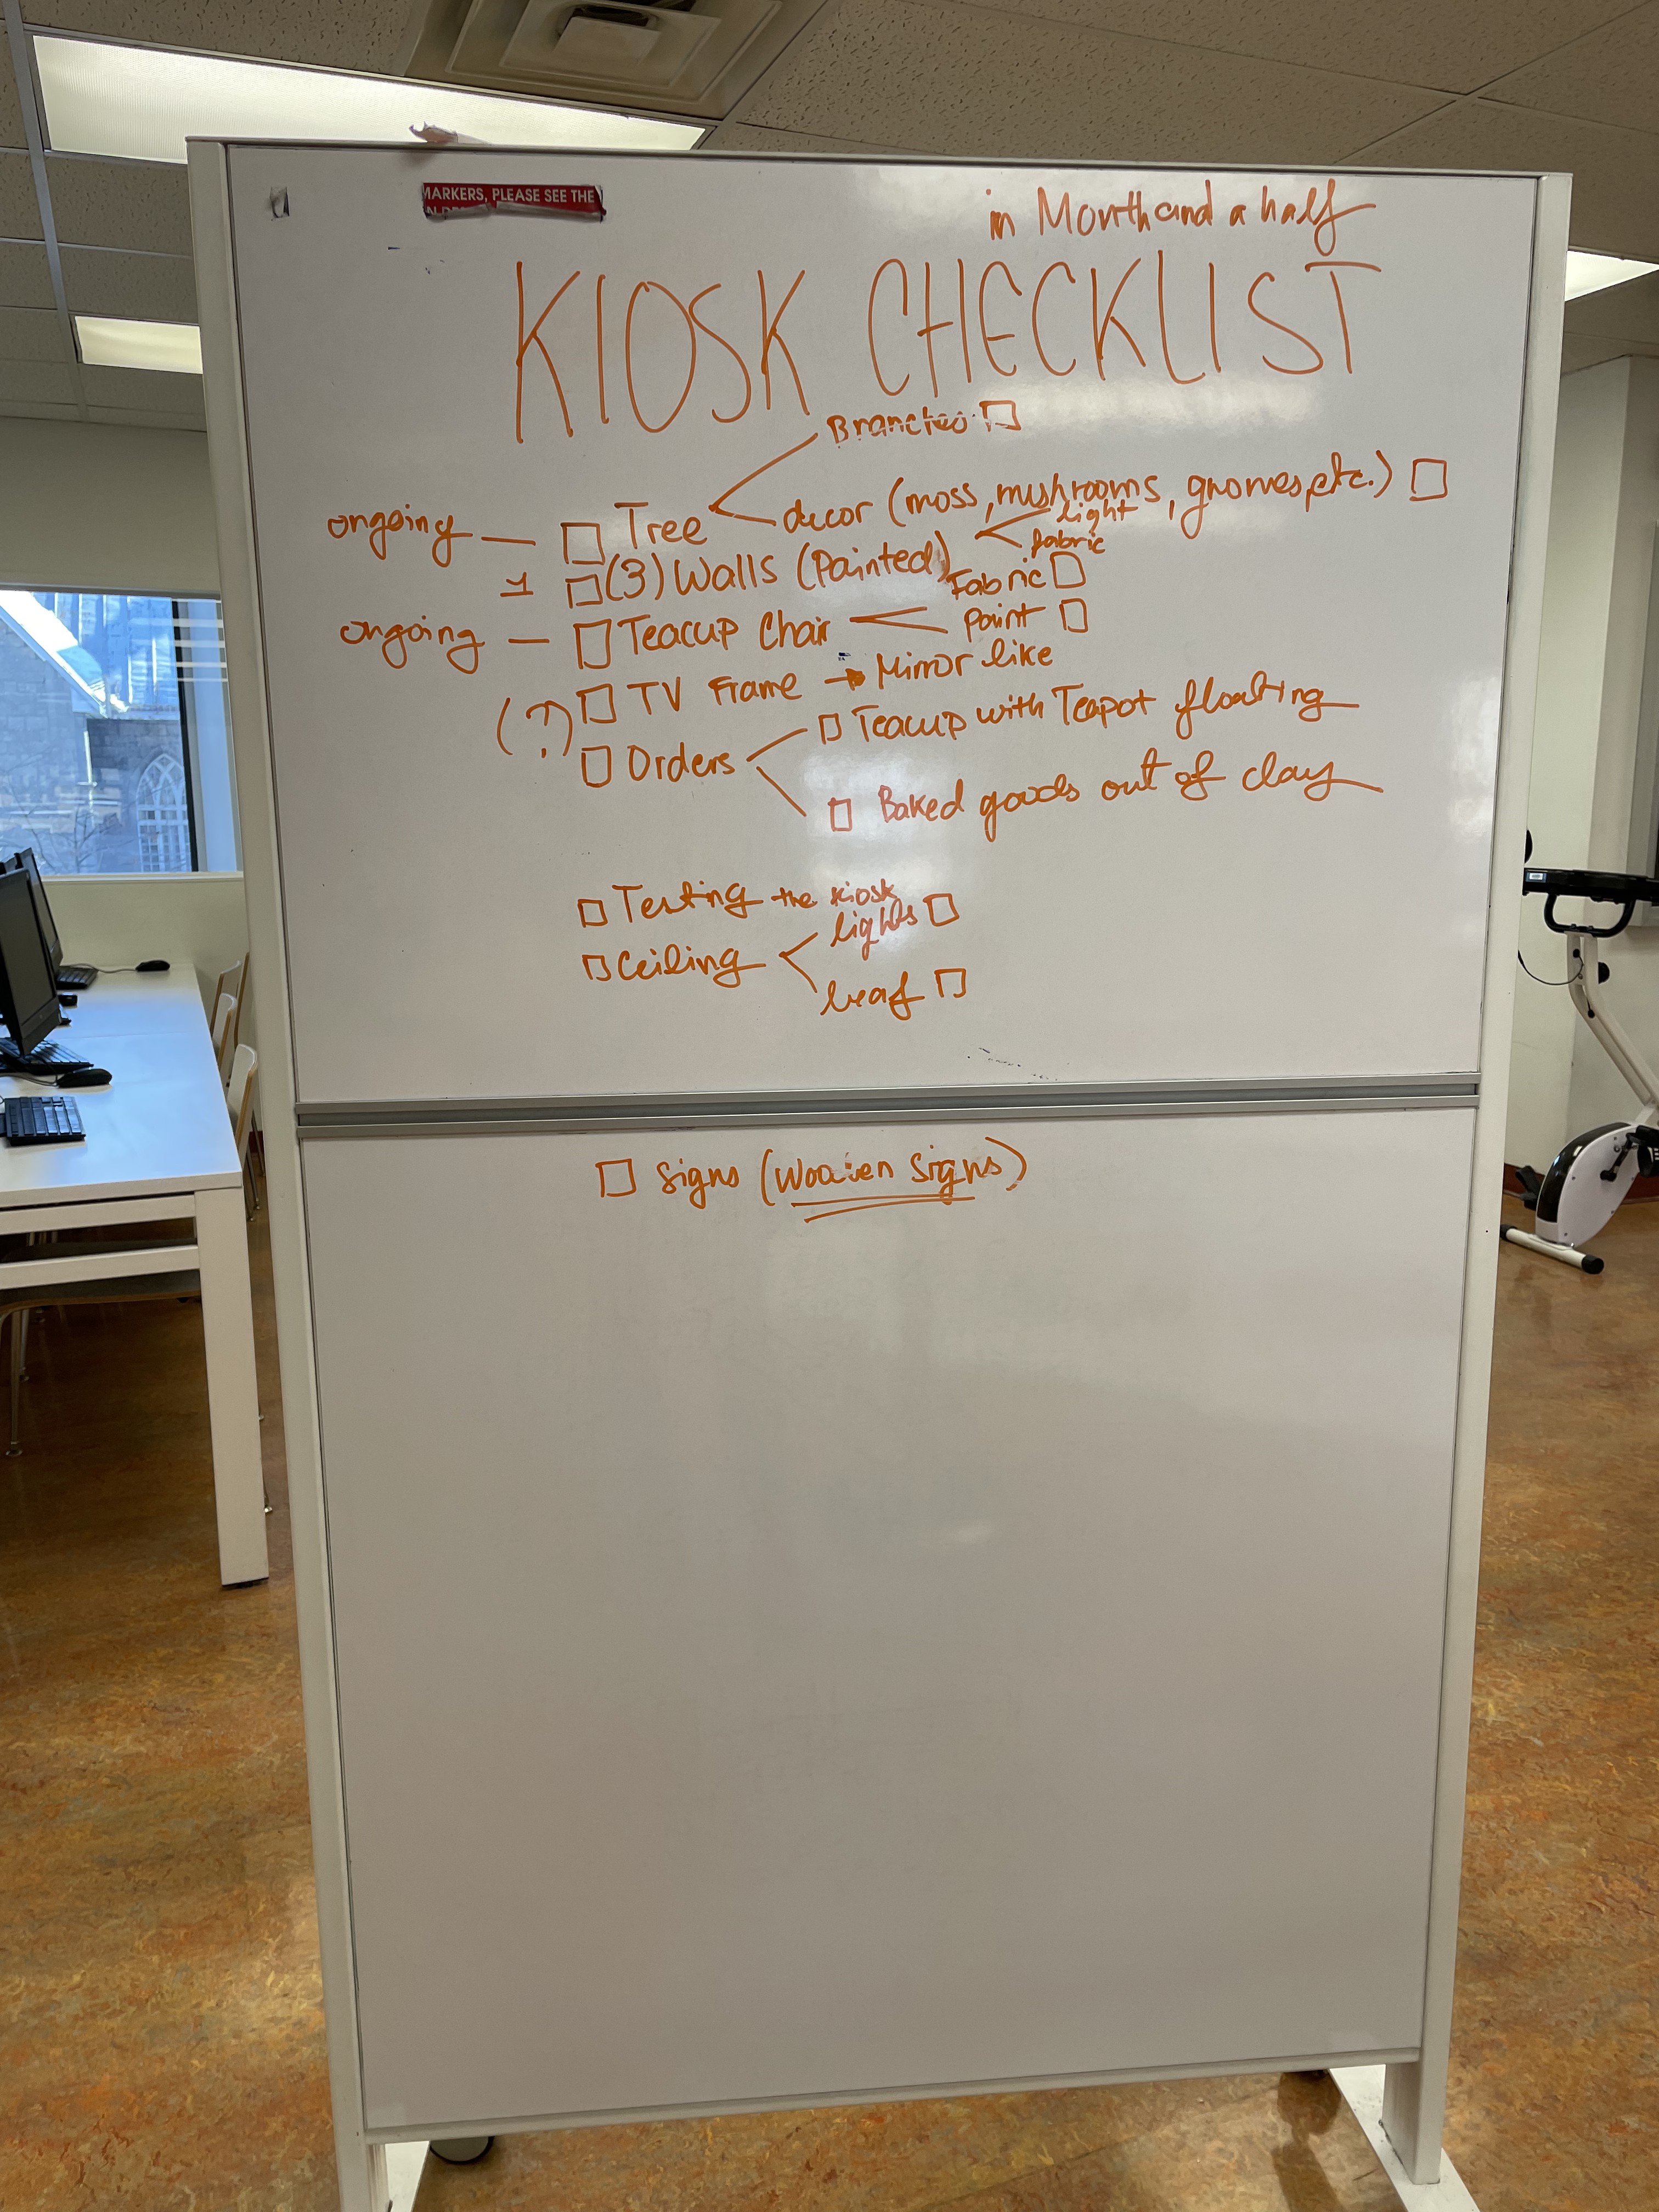 MARKERS, PLEASE SEE THE
in Month and a half
KIOSK CHECKLIST
Branches ☐
ongoing — ☐ Tree decor (moss, mushrooms, gnomes, etc.) ☐
☐ (3) Walls (Painted) light
fabric
ongoing — ☐ Teacup Chair Fabric ☐
Paint ☐
(?) ☐ TV Frame → Mirror like
☐ Orders ☐ Teacup with Teapot floating
☐ Baked goods out of clay
☐ Testing the kiosk
☐ Ceiling lights ☐
leaf ☐
☐ Signs (Wooden Signs)